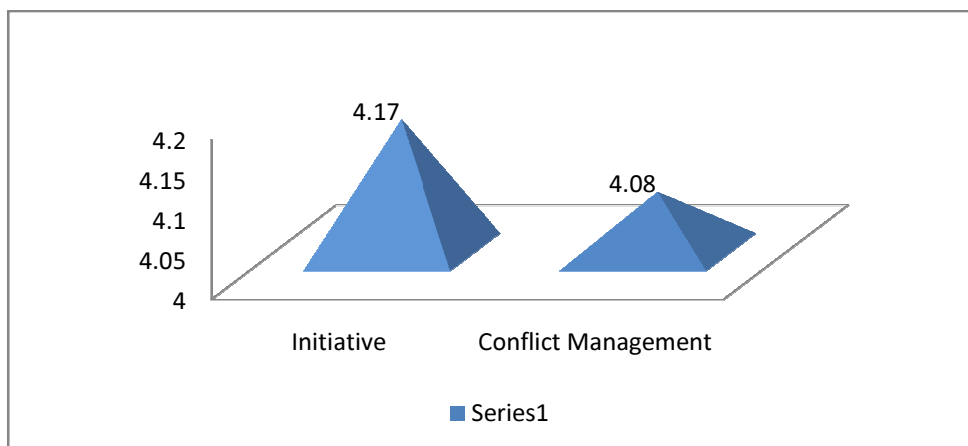 4.17
4.2
4.15
4.08
4.1
4.05
4
Initiative
Conflict Management
Series1